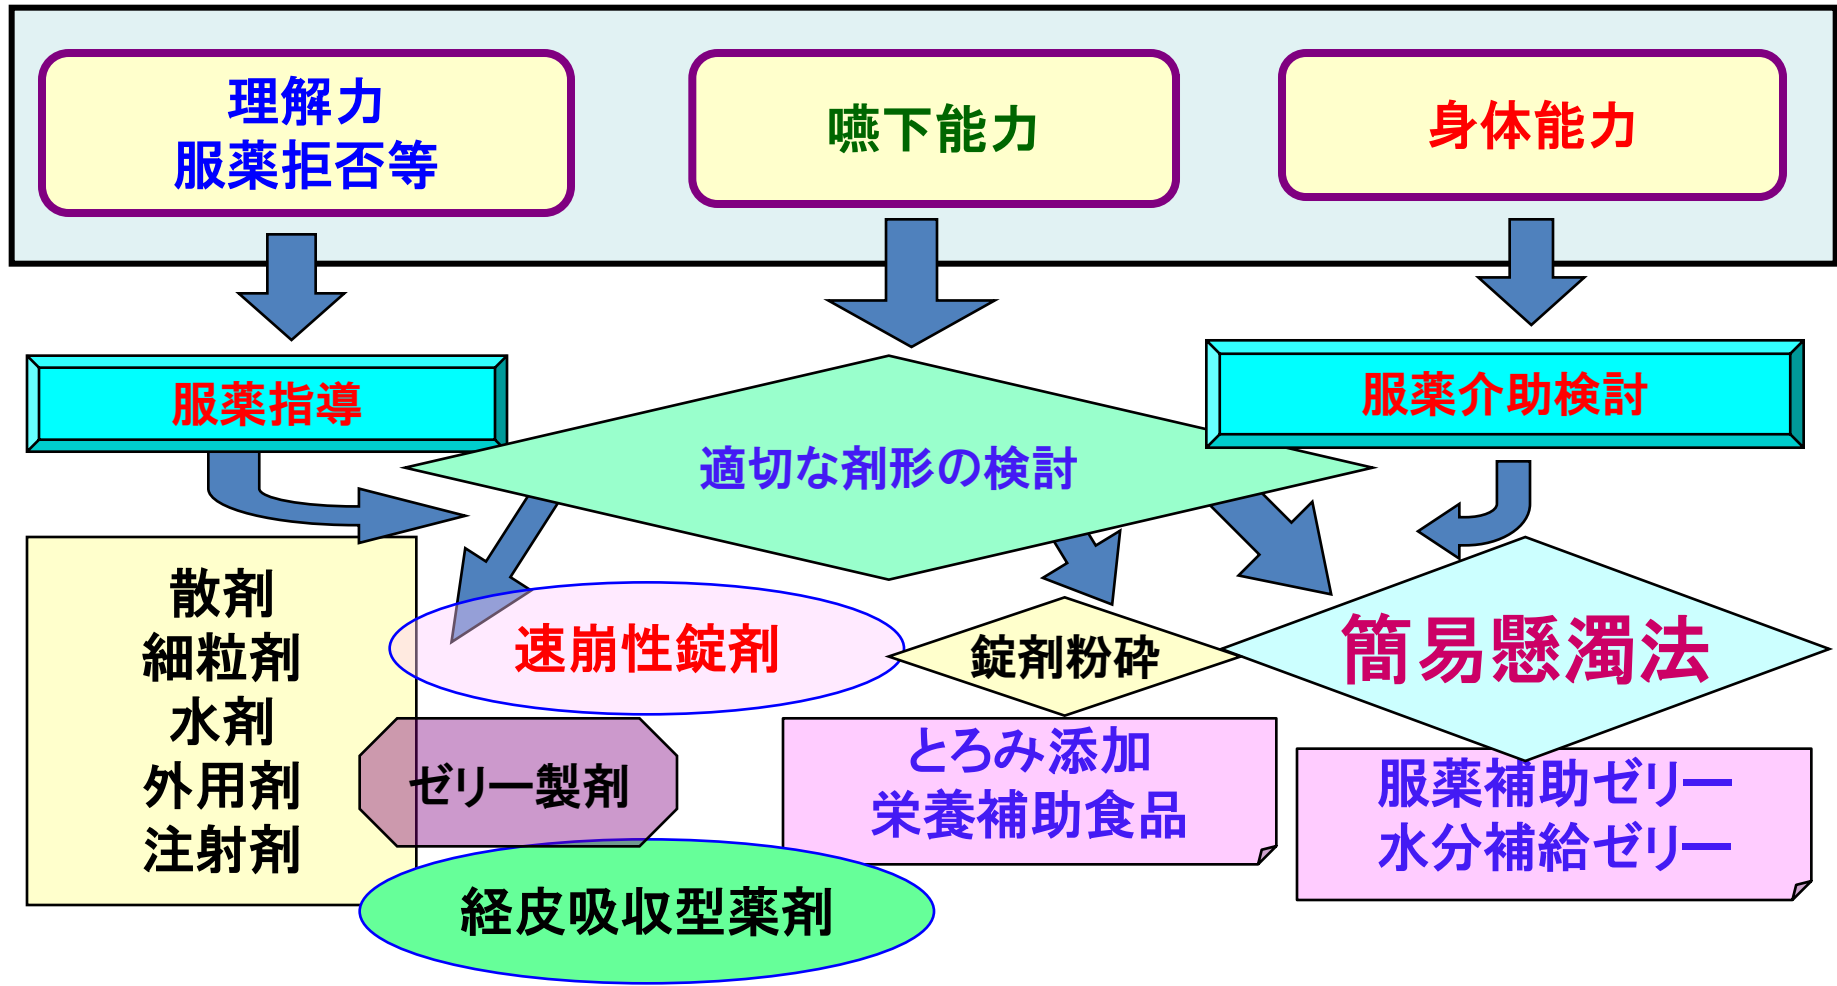 理解力
服薬拒否等
嚥下能力
身体能力
服薬指導
適切な剤形の検討
服薬介助検討
散剤
細粒剤
水剤
外用剤
注射剤
速崩性錠剤
錠剤粉砕
簡易懸濁法
ゼリー製剤
とろみ添加
栄養補助食品
服薬補助ゼリー
水分補給ゼリー
経皮吸収型薬剤